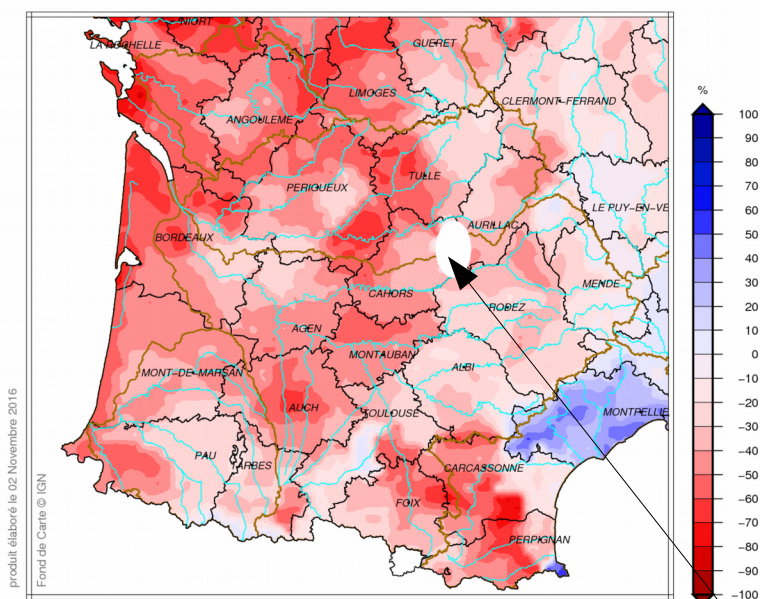 NIORT
LA ROCHELLE
GUERET
%
LIMOGES
CLERMONT-FERRAND
100
ANGOULEME
90
80
TULLE
70
PERIGUEUX
60
LE PUY-EN-VE
AURILLAC
50
BORDEAUX
40
30
MENDE
CAHORS
20
RODEZ
10
AGEN
0
MONTAUBAN
ALBI
-10
MONT-DE-MARSAN
-20
AUCH
TOULOUSE
MONTPELLIE
-30
-40
PAU
TARBES
CARCASSONNE
-50
-60
FOIX
-70
PERPIGNAN
-80
-90
-100
produit élaboré le 02 Novembre 2016
Fond de Carte © IGN